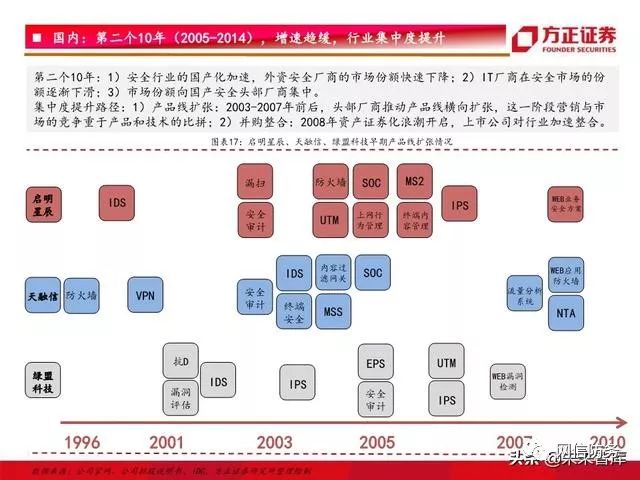 国内：第二个10年（2005-2014），增速趋缓，行业集中度提升
方正证券
FOUNDER SECURITIES
第二个10年：1）安全行业的国产化加速，外资安全厂商的市场份额快速下降；2）IT厂商在安全市场的份
额逐渐下滑；3）市场份额向国产安全头部厂商集中。
集中度提升路径：1）产品线扩张：2003-2007年前后，头部厂商推动产品线横向扩张，这一阶段营销与市
场的竞争重于产品和技术的比拼；2）并购整合：2008年资产证券化浪潮开启，上市公司对行业加速整合。
图表17：启明星辰、天融信、绿盟科技早期产品线扩张情况
启明
星辰
IDS
漏扫
安全
审计
防火墙
UTM
SOC
上网行
为管理
MS2
终端内
容管理
IPS
WEB业务
安全方案
天融信
防火墙
VPN
安全
审计
IDS
终端
安全
内容过
滤网关
MSS
SOC
流量分析
系统
WEB应用
防火墙
NTA
绿盟
科技
抗D
漏洞
评估
IDS
IPS
EPS
安全
审计
UTM
IPS
WEB漏洞
检测
1996
2001
2003
2005
2007
2010
数据来源：公司官网，公司招股说明书，IDC，方正证券研究所整理绘制
网信防务
头条 @未来智库